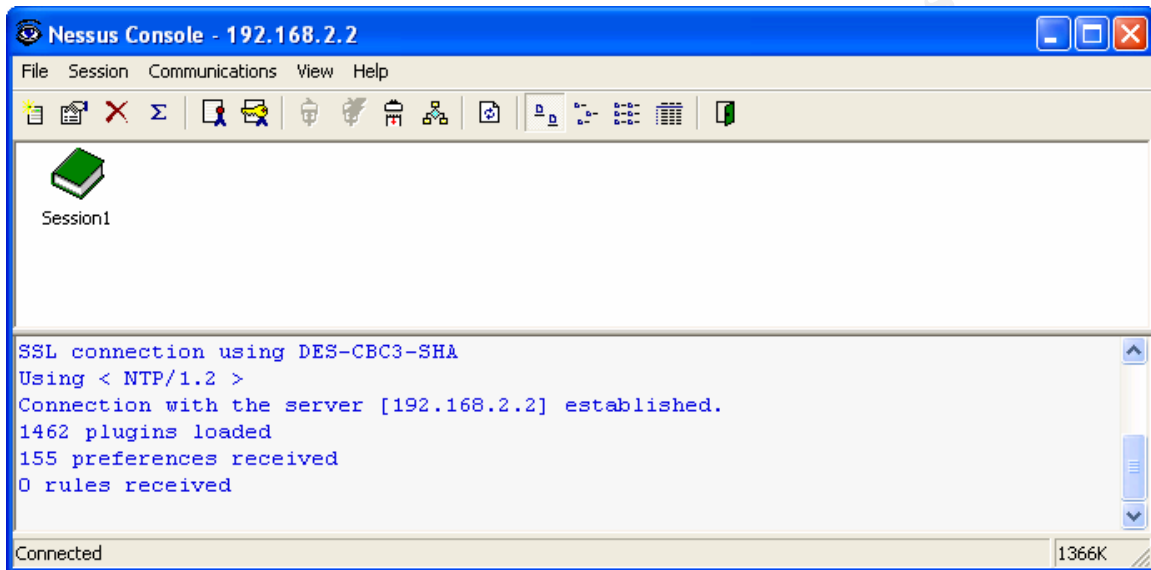 Nessus Console - 192.168.2.2
File Session Communications View Help
Session1
SSL connection using DES-CBC3-SHA
Using < NTP/1.2 >
Connection with the server [192.168.2.2] established.
1462 plugins loaded
155 preferences received
0 rules received
Connected 1366K